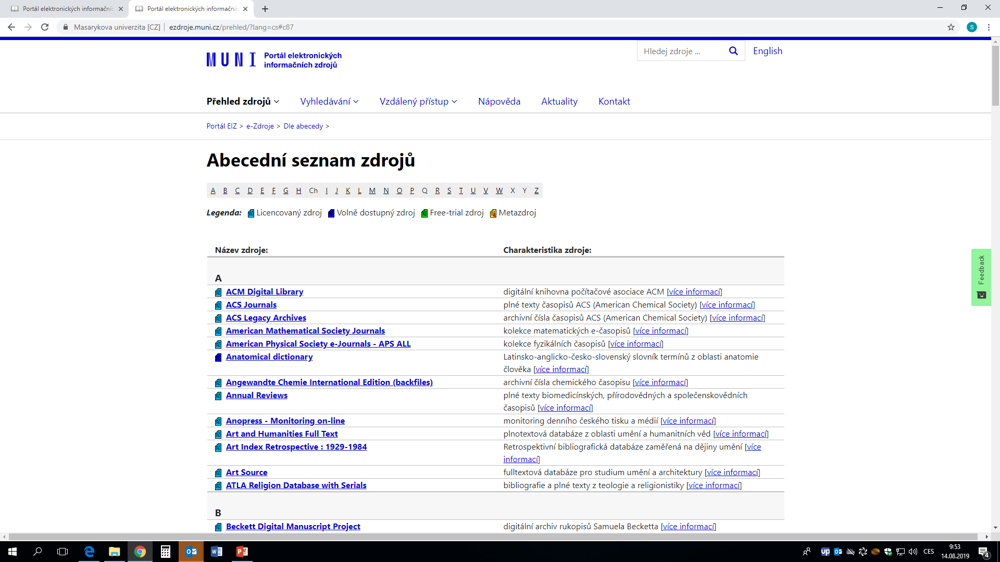 Portál elektronických informačníc
Portál elektronických informačníc
Masarykova univerzita [CZ] ezdroje.muni.cz/prehled/?lang=cs#c87
S
MUNI Portál elektronických
informačních zdrojů
Hledej zdroje ...
English
Přehled zdrojů Vyhledávání Vzdálený přístup Nápověda Aktuality Kontakt
Portál EIZ > e-Zdroje > Dle abecedy >
Abecední seznam zdrojů
A B C D E F G H Ch I J K L M N O P Q R S T U V W X Y Z
Legenda: Licencovaný zdroj Volně dostupný zdroj Free-trial zdroj Metazdroj
Název zdroje: Charakteristika zdroje:
A
ACM Digital Library digitální knihovna počítačové asociace ACM [více informací]
ACS Journals plné texty časopisů ACS (American Chemical Society) [více informací]
ACS Legacy Archives archivní čísla časopisů ACS (American Chemical Society) [více informací]
American Mathematical Society Journals kolekce matematických e-časopisů [více informací]
American Physical Society e-Journals - APS ALL kolekce fyzikálních časopisů [více informací]
Anatomical dictionary Latinsko-anglicko-česko-slovenský slovník termínů z oblasti anatomie
člověka [více informací]
Angewandte Chemie International Edition (backfiles) archivní čísla chemického časopisu [více informací]
Annual Reviews plné texty biomedicínských, přírodovědných a společenskovědních
časopisů [více informací]
Anopress - Monitoring on-line monitoring denního českého tisku a médií [více informací]
Art and Humanities Full Text plnotextová databáze z oblasti umění a humanitních věd [více informací]
Art Index Retrospective : 1929-1984 Retrospektivní bibliografická databáze zaměřená na dějiny umění [více
informací]
Art Source fulltextová databáze pro studium umění a architektury [více informací]
ATLA Religion Database with Serials bibliografie a plné texty z teologie a religionistiky [více informací]
B
Beckett Digital Manuscript Project digitální archiv rukopisů Samuela Becketta [více informací]
Feedback
CES
9:53
14.08.2019
4